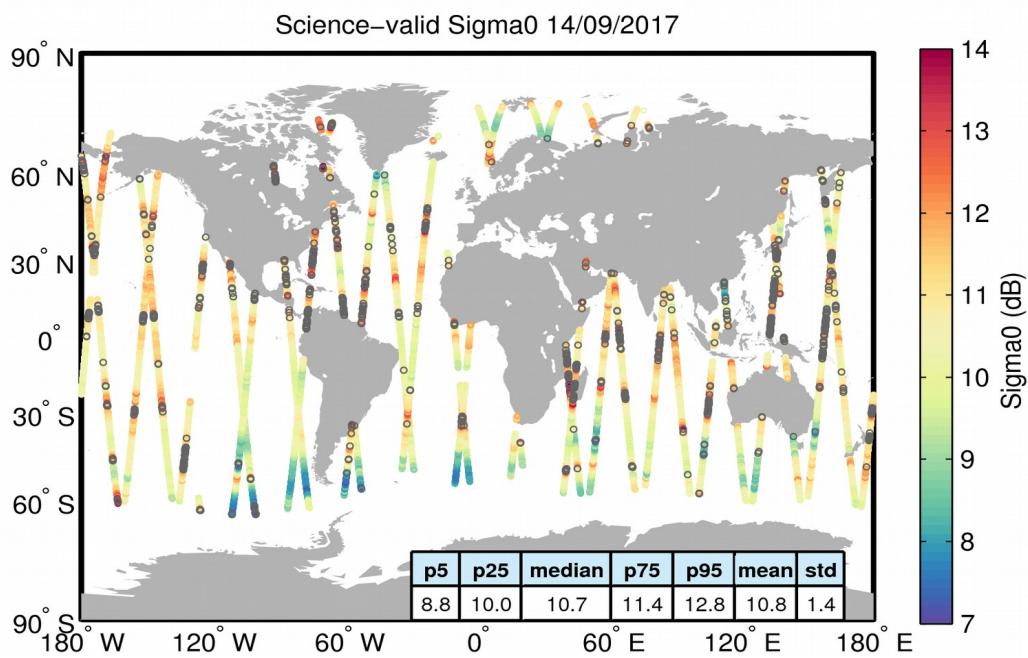 Science−valid Sigma0 14/09/2017
90° N
60° N
30° N
0°
30° S
60° S
90° S
180° W
120° W
60° W
0°
60° E
120° E
180° E
14
13
12
11
10
9
8
7
Sigma0 (dB)
p5 p25 median p75 p95 mean std
8.8 10.0 10.7 11.4 12.8 10.8 1.4